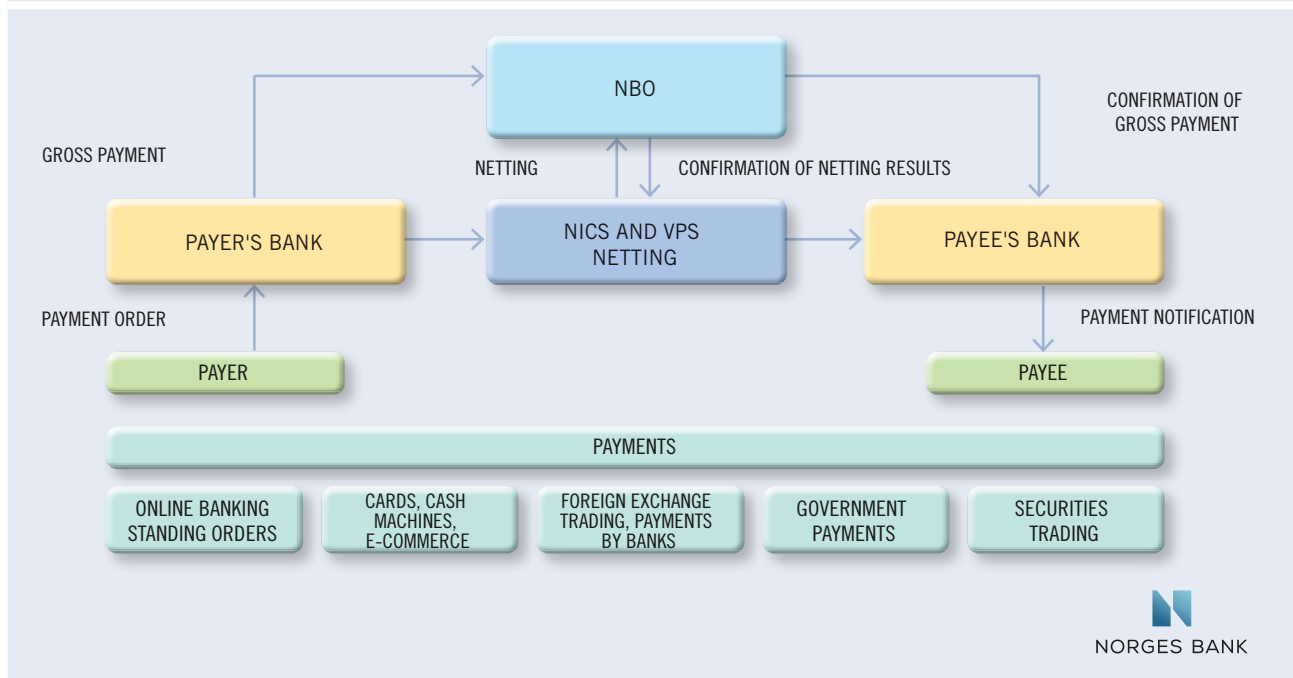 NBO
CONFIRMATION OF
GROSS PAYMENT
GROSS PAYMENT
NETTING
CONFIRMATION OF NETTING RESULTS
PAYER'S BANK
NICS AND VPS
NETTING
PAYEE'S BANK
PAYMENT ORDER
PAYMENT NOTIFICATION
PAYER
PAYEE
PAYMENTS
ONLINE BANKING
STANDING ORDERS
CARDS, CASH
MACHINES,
E-COMMERCE
FOREIGN EXCHANGE
TRADING, PAYMENTS
BY BANKS
GOVERNMENT
PAYMENTS
SECURITIES
TRADING
NORGES BANK